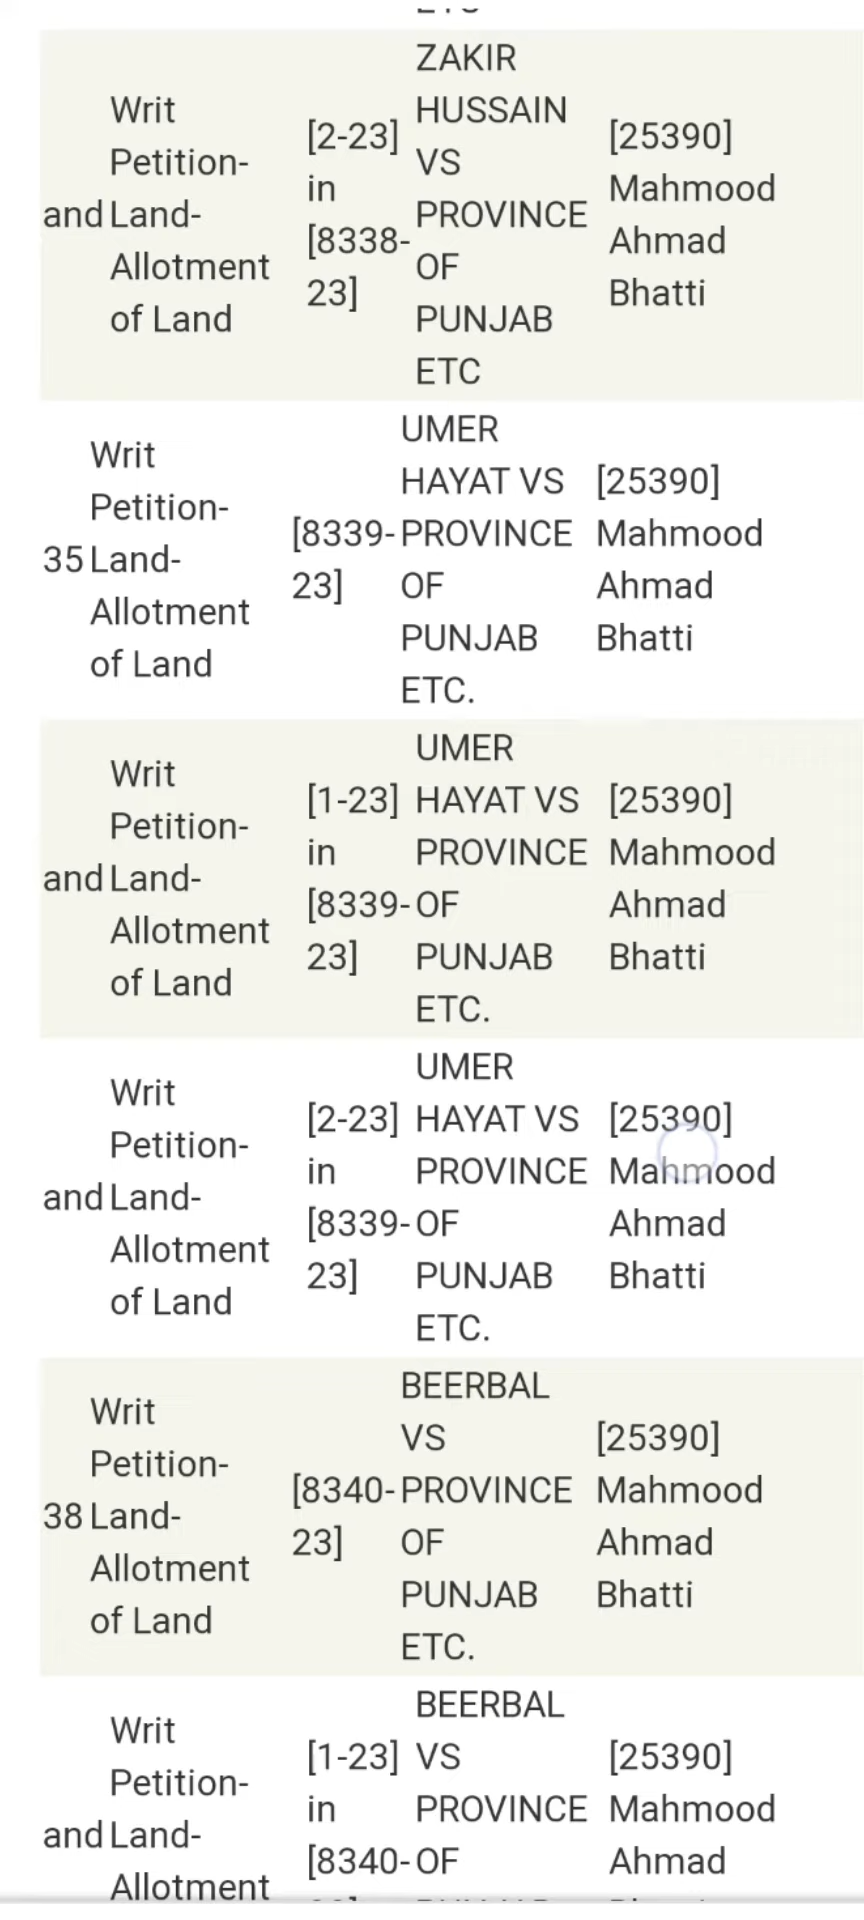 ZAKIR
HUSSAIN
VS
PROVINCE
OF
PUNJAB
ETC
Writ
Petition-
and Land-
Allotment
of Land
[2-23]
in
[8338-
23]
[25390]
Mahmood
Ahmad
Bhatti
35
Writ
Petition-
Land-
Allotment
of Land
[8339-
23]
UMER
HAYAT VS
PROVINCE
OF
PUNJAB
ETC.
[25390]
Mahmood
Ahmad
Bhatti
and
Writ
Petition-
Land-
Allotment
of Land
[1-23]
in
[8339-
23]
UMER
HAYAT VS
PROVINCE
OF
PUNJAB
ETC.
[25390]
Mahmood
Ahmad
Bhatti
and
Writ
Petition-
Land-
Allotment
of Land
[2-23]
in
[8339-
23]
UMER
HAYAT VS
PROVINCE
OF
PUNJAB
ETC.
[25390]
Mahmood
Ahmad
Bhatti
38
Writ
Petition-
Land-
Allotment
of Land
[8340-
23]
BEERBAL
VS
PROVINCE
OF
PUNJAB
ETC.
[25390]
Mahmood
Ahmad
Bhatti
and
Writ
Petition-
Land-
Allotment
[1-23]
in
[8340-
BEERBAL
VS
PROVINCE
OF
[25390]
Mahmood
Ahmad